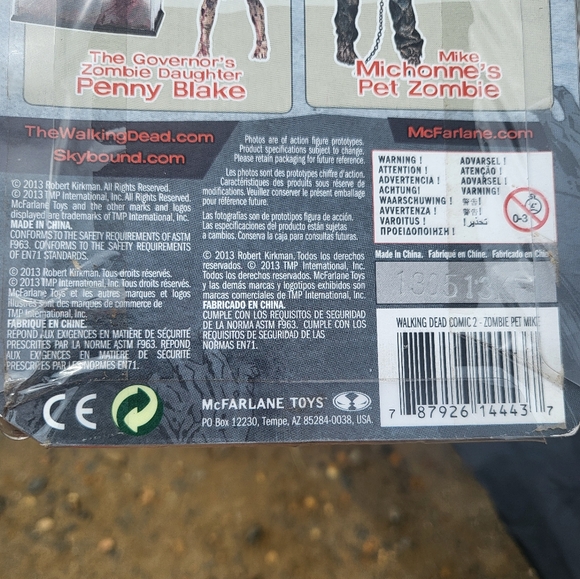 The Governor's
Zombie Daughter
Penny Blake
Mike
Michonne's
Pet Zombie
TheWalkingDead.com
Skybound.com
McFarlane.com
Photos are of action figure prototypes.
Product specifications subject to change.
Please retain packaging for future reference.
Les photos sont des prototypes chiffre d'action.
Caractéristiques des produits sous réserve de
modifications. Veuillez conserver le présent emballage
pour référence future.
Las fotografías son de prototipos figura de acción.
Las especificaciones del producto están sujetas
a cambios. Conserva la caja para consultas futuras.
© 2013 Robert Kirkman. All Rights Reserved.
© 2013 TMP International, Inc. All Rights Reserved.
McFarlane Toys and the other marks and logos
displayed are trademarks of TMP International, Inc.
MADE IN CHINA.
CONFORMS TO THE SAFETY REQUIREMENTS OF ASTM
F963. CONFORMS TO THE SAFETY REQUIREMENTS
OF EN71 STANDARDS.
© 2013 Robert Kirkman. Tous droits réservés.
© 2013 TMP International, Inc. Tous droits réservés.
McFarlane Toys et les autres marques et logos
illustrés sont des marques de commerce de
TMP International, Inc.
FABRIQUÉ EN CHINE.
RÉPOND AUX EXIGENCES EN MATIÈRE DE SÉCURITÉ
PRESCRITES PAR LA NORME ASTM F963. RÉPOND
AUX EXIGENCES EN MATIÈRE DE SÉCURITÉ
PRESCRITES PAR LES NORMES EN71.
© 2013 Robert Kirkman. Todos los derechos
reservados. © 2013 TMP International, Inc.
Todos los derechos reservados. McFarlane Toys
y las demás marcas y logotipos exhibidos son
marcas comerciales de TMP International, Inc.
FABRICADO EN CHINA.
CUMPLE CON LOS REQUISITOS DE SEGURIDAD
DE LA NORMA ASTM F963. CUMPLE CON LOS
REQUISITOS DE SEGURIDAD DE LAS
NORMAS EN71.
WARNING !
ATTENTION !
ADVERTENCIA !
ACHTUNG!
WAARSCHUWING !
AVVERTENZA !
VAROITUS !
ΠΡΟΕΙΔΟΠΟΙΗΣΗ !
ADVARSEL !
ATENÇÃO !
ADVARSEL !
VARNING!
تحذير!
0-3
Made in China. Fabriqué en Chine. Fabricado en Chi
WALKING DEAD COMIC 2 - ZOMBIE PET MIKE
7 87926 14443 7
CE
McFARLANE TOYS
PO Box 12230, Tempe, AZ 85284-0038, USA.